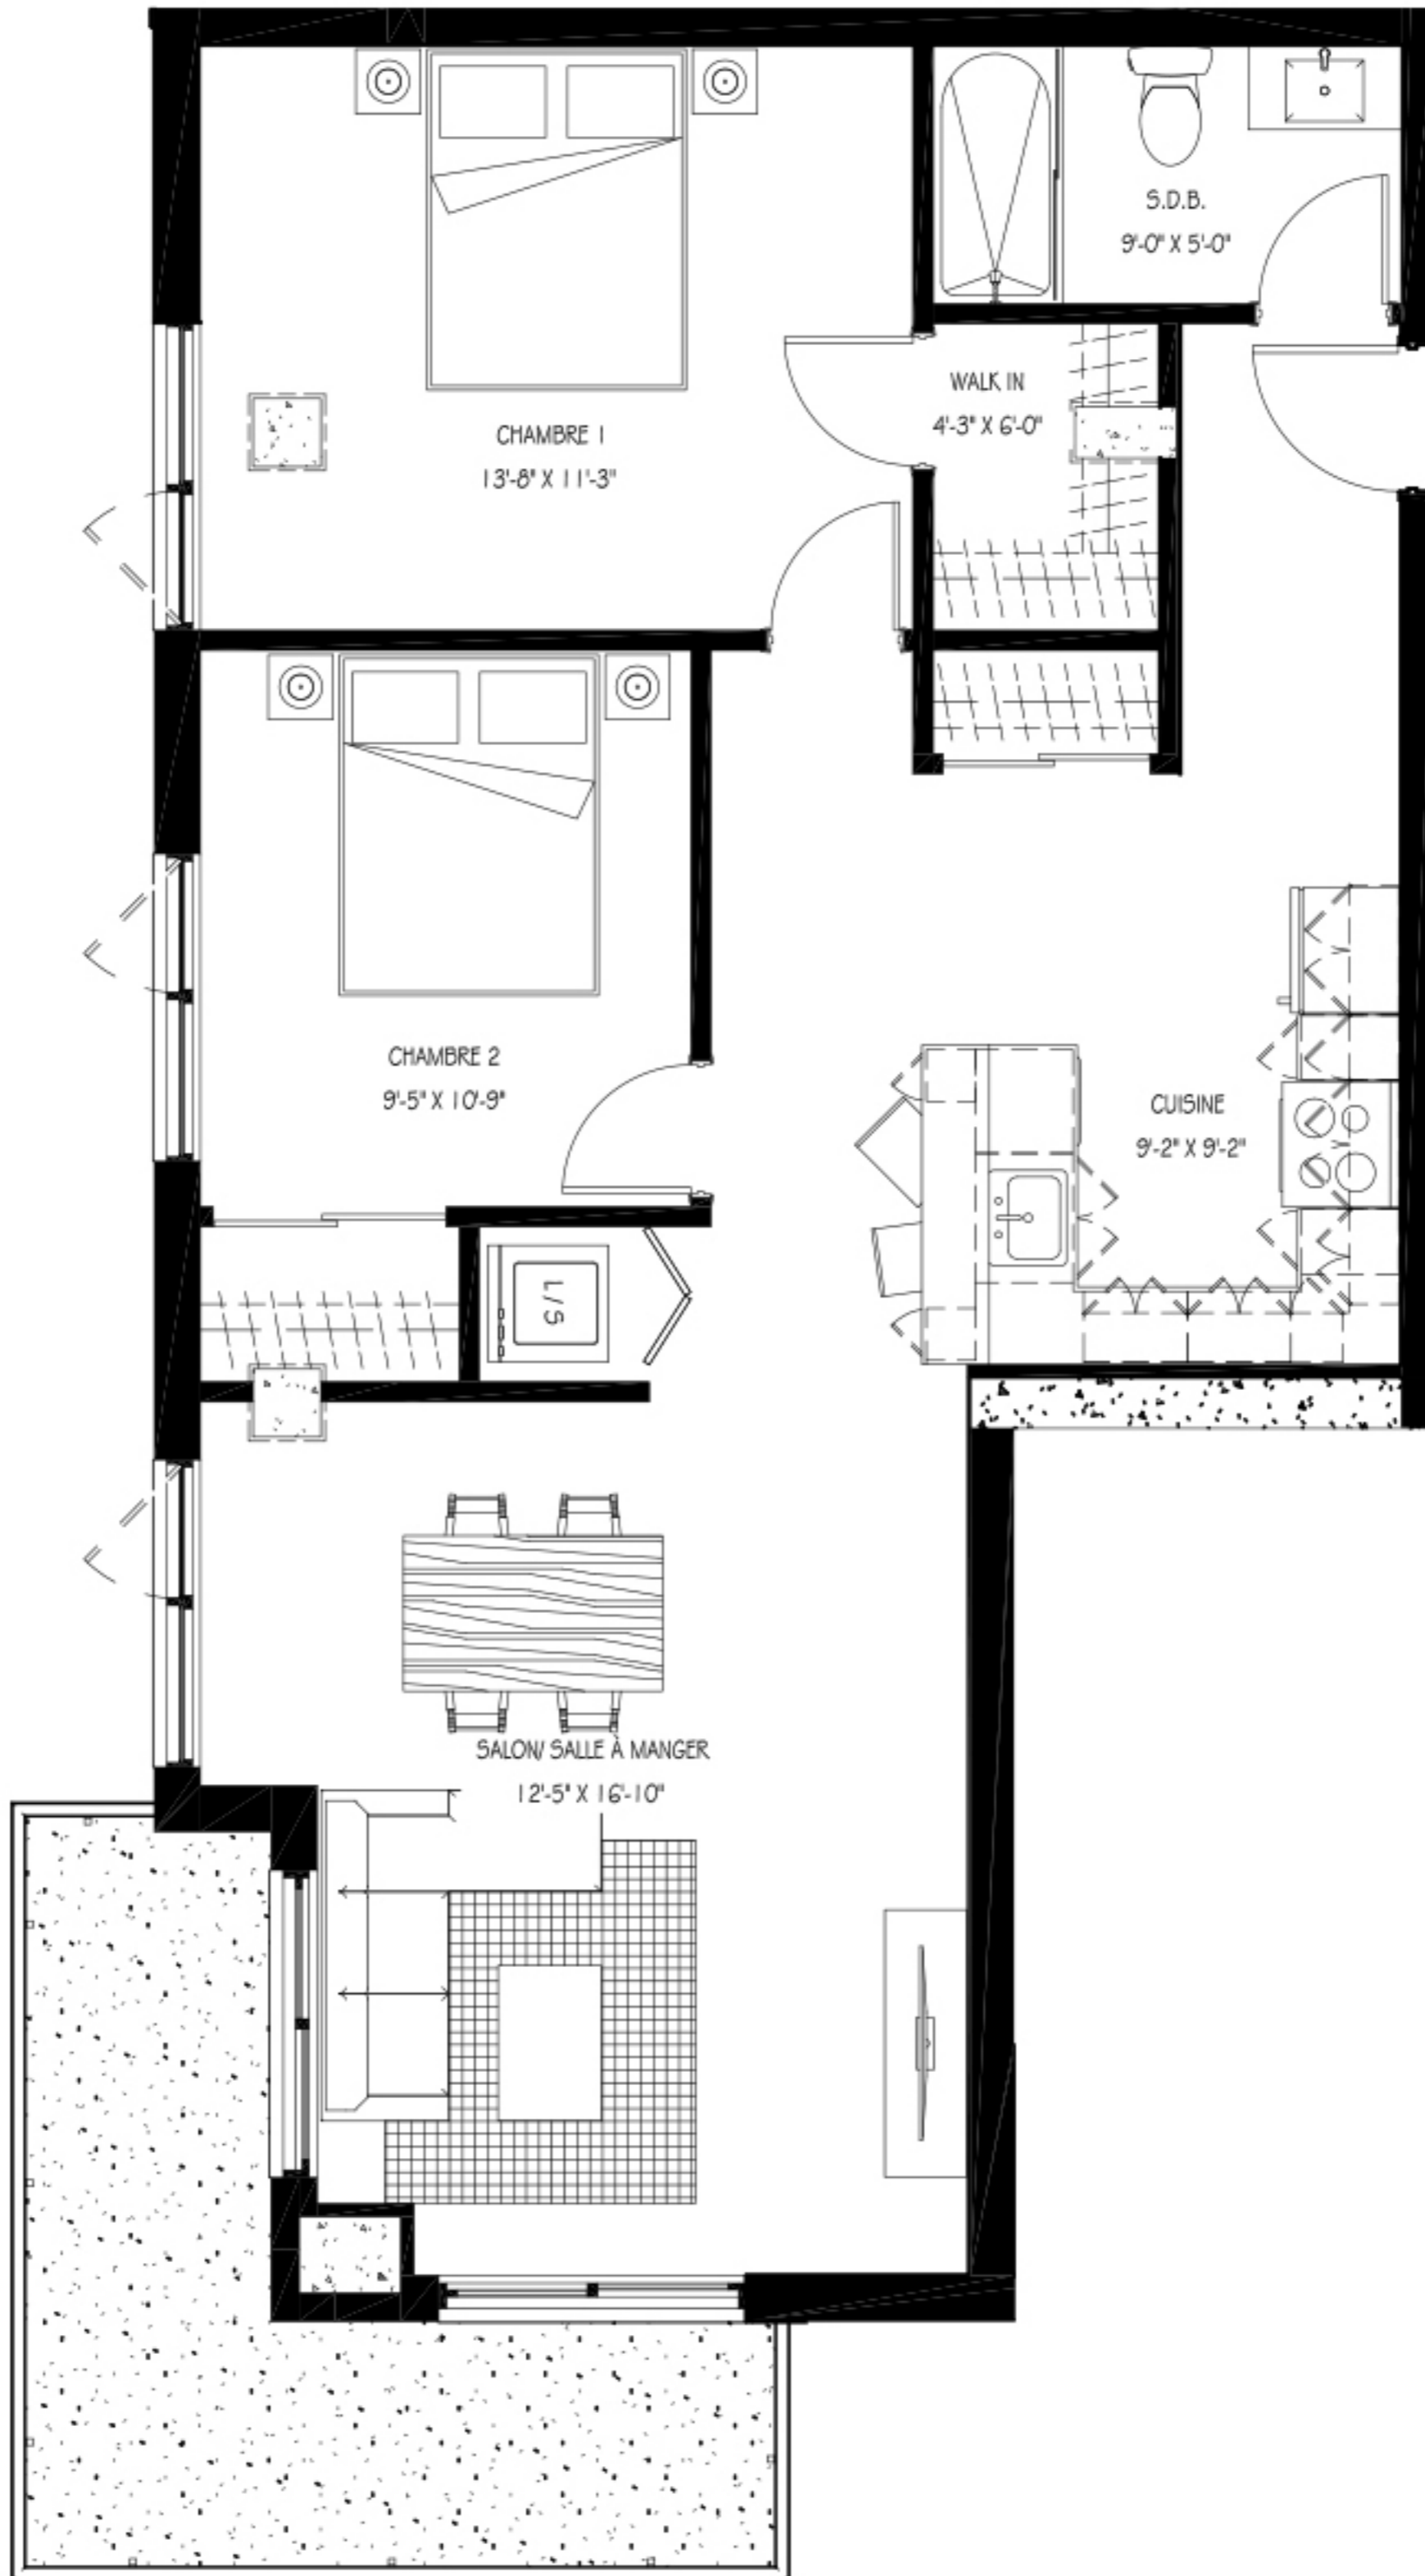 S.D.B.
9'-0" X 5'-0"
WALK IN
4'-3" X 6'-0"
CHAMBRE 1
13'-8" X 11'-3"
CHAMBRE 2
9'-5" X 10'-9"
CUISINE
9'-2" X 9'-2"
L/S
SALON/ SALLE À MANGER
12'-5" X 16'-10"